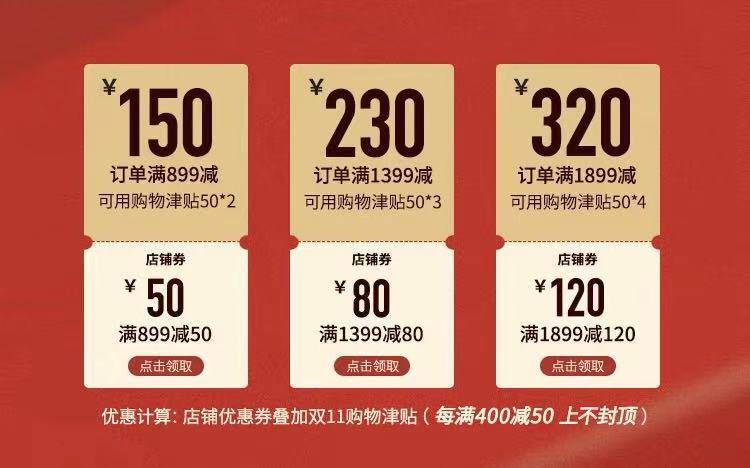 ¥150
订单满899减
可用购物津贴50*2
店铺券
¥50
满899减50
点击领取
¥230
订单满1399减
可用购物津贴50*3
店铺券
¥80
满1399减80
点击领取
¥320
订单满1899减
可用购物津贴50*4
店铺券
¥120
满1899减120
点击领取
优惠计算: 店铺优惠券叠加双11购物津贴（每满400减50 上不封顶）